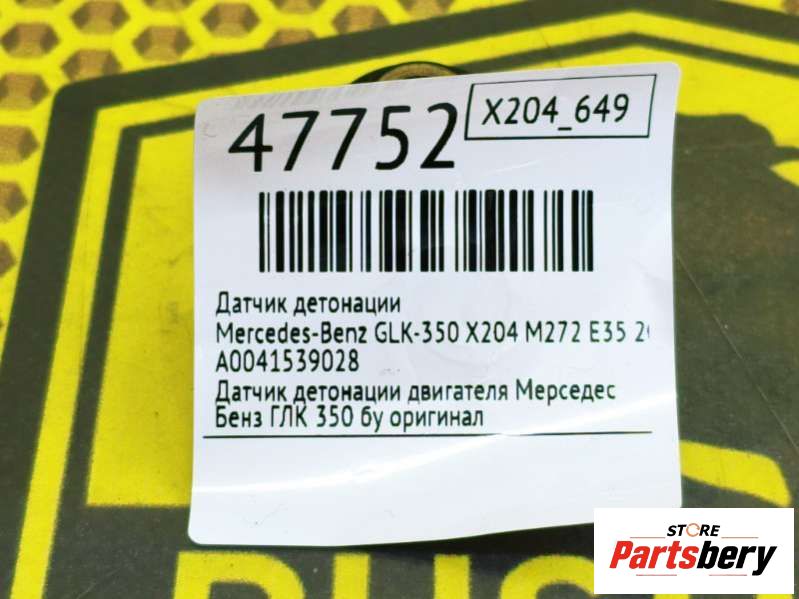 47752
X204_649
Датчик детонации
Mercedes-Benz GLK-350 X204 M272 E35
A0041539028
Датчик детонации двигателя Мерседес
Бенз ГЛК 350 бу оригинал
STORE
Partsbery